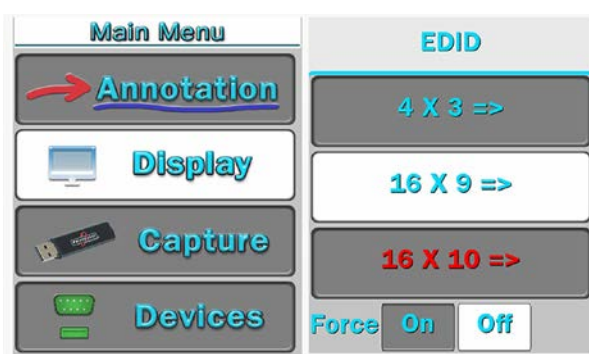 Main Menu
Annotation
Display
Capture
Devices
EDID
4 X 3 =>
16 X 9 =>
16 X 10 =>
Force On Off